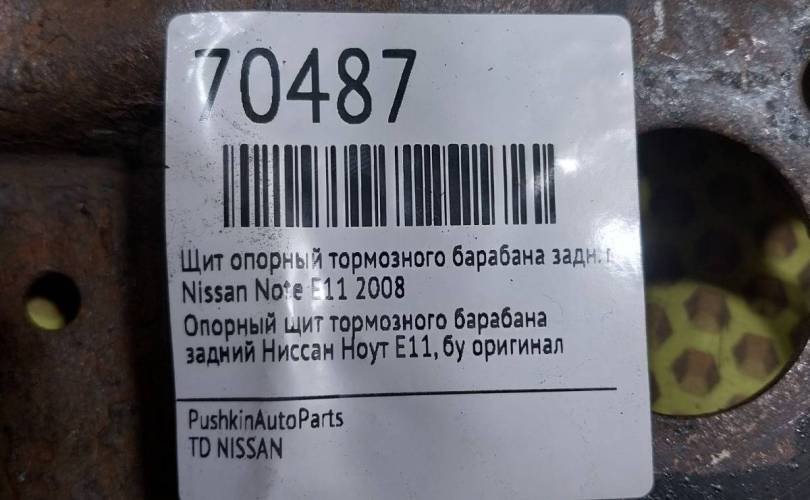 70487
Щит опорный тормозного барабана задн.
Nissan Note E11 2008
Опорный щит тормозного барабана
задний Ниссан Ноут Е11, бу оригинал
PushkinAutoParts
TD NISSAN